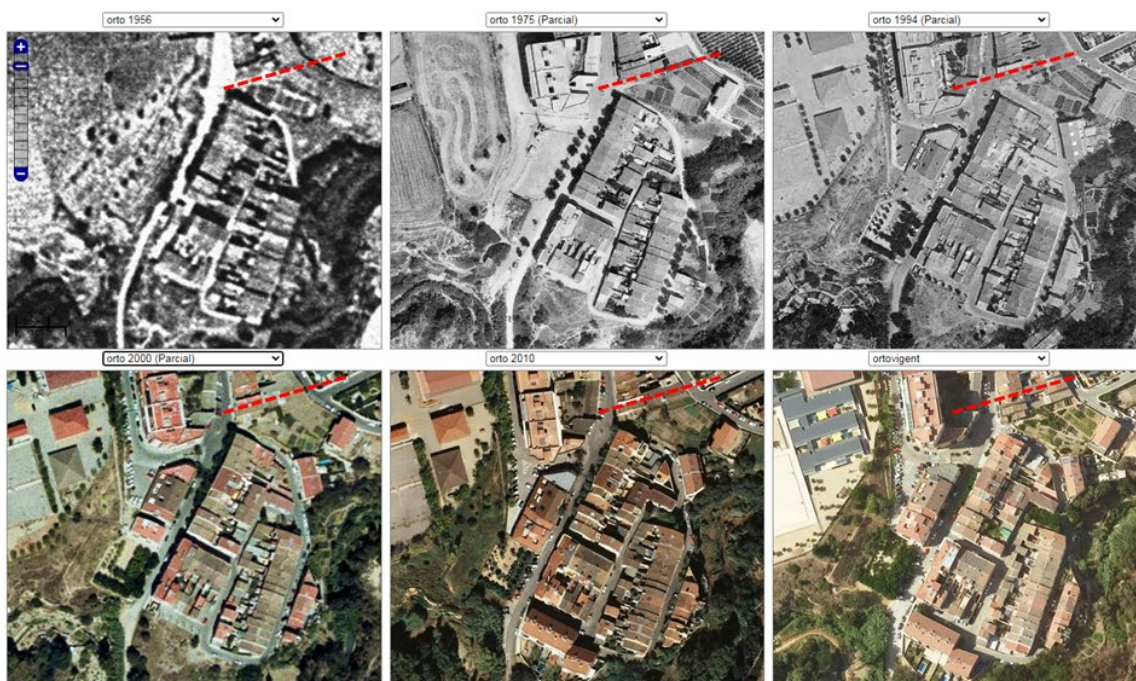 orto 1956
orto 1975 (Parcial)
orto 1994 (Parcial)
orto 2000 (Parcial)
orto 2010
ortovigent